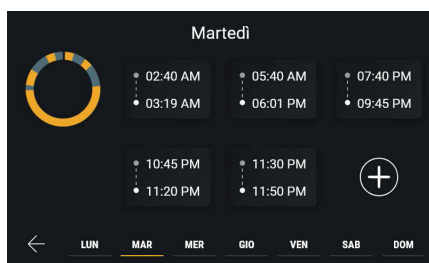 Martedì
02:40 AM
03:19 AM
05:40 AM
06:01 PM
07:40 PM
09:45 PM
10:45 PM
11:20 PM
11:30 PM
11:50 PM
LUN MAR MER GIO VEN SAB DOM